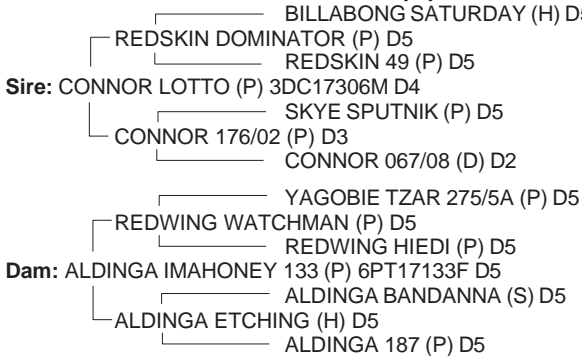 BILLABONG SATURDAY (H) D5
REDSKIN DOMINATOR (P) D5
REDSKIN 49 (P) D5
Sire: CONNOR LOTTO (P) 3DC17306M D4
SKYE SPUTNIK (P) D5
CONNOR 176/02 (P) D3
CONNOR 067/08 (D) D2
YAGOBIE TZAR 275/5A (P) D5
REDWING WATCHMAN (P) D5
REDWING HIEDI (P) D5
Dam: ALDINGA IMAHONEY 133 (P) 6PT17133F D5
ALDINGA BANDANNA (S) D5
ALDINGA ETCHING (H) D5
ALDINGA 187 (P) D5